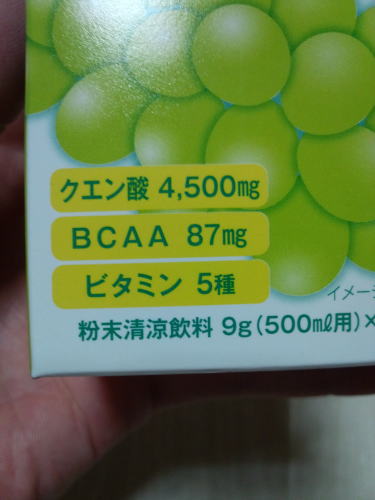 クエン酸 4,500mg
BCAA 87mg
ビタミン 5種
イメージ
粉末清涼飲料 9g(500mℓ用)×